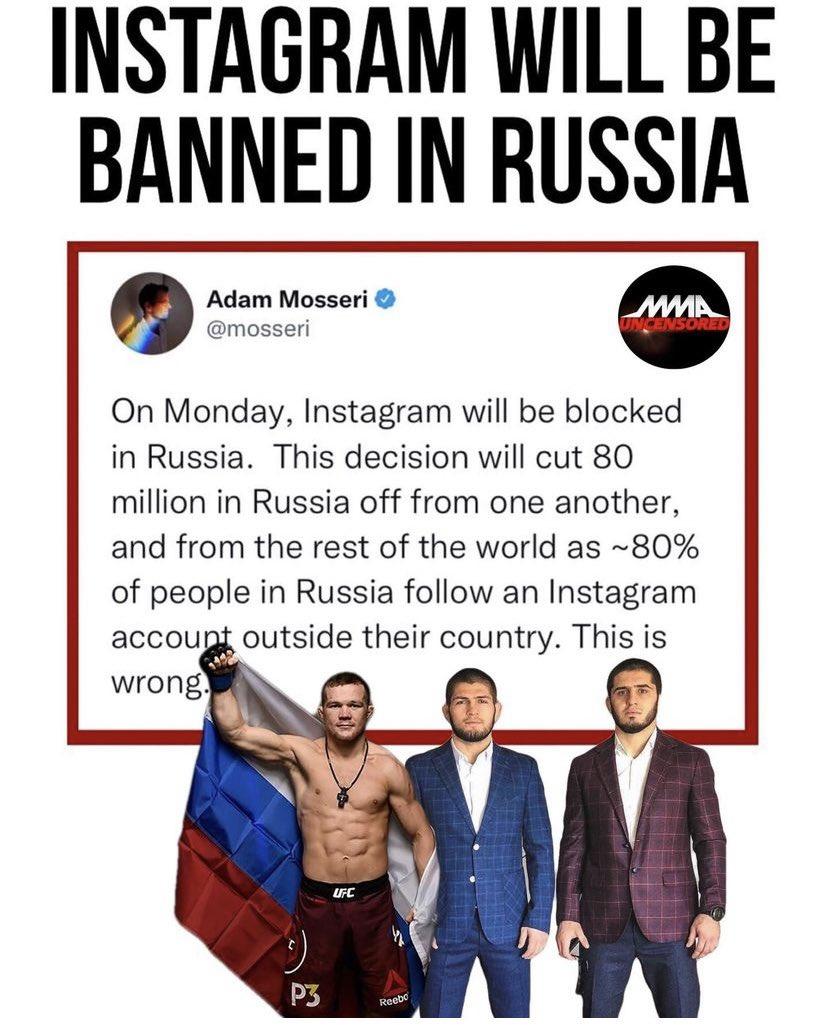 INSTAGRAM WILL BE
BANNED IN RUSSIA
Adam Mosseri
@mosseri
MMA
UNCENSORED
On Monday, Instagram will be blocked
in Russia.  This decision will cut 80
million in Russia off from one another,
and from the rest of the world as ~80%
of people in Russia follow an Instagram
account outside their country. This is
wrong.
UFC
P3
Reebo